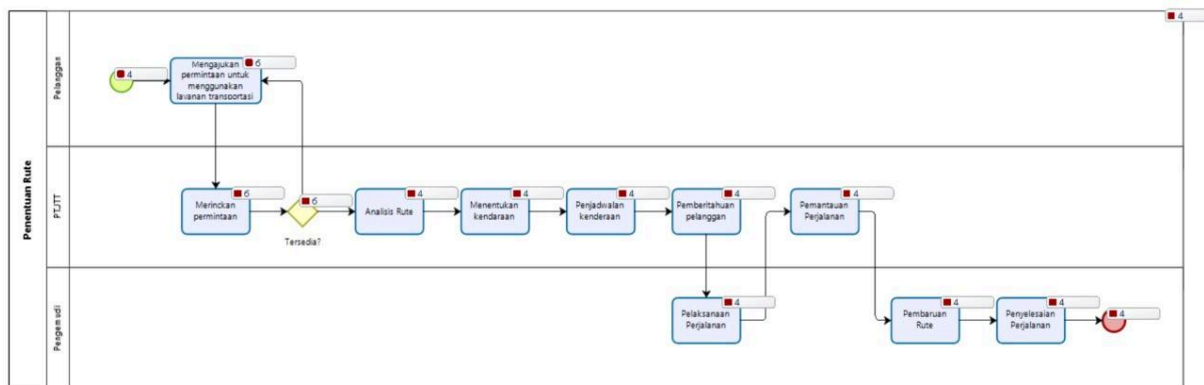 4
Penentuan Rute
Pelanggan
4
6
Mengajukan
permintaan untuk
menggunakan
layanan transportasi
PT.JTT
6
Merinckan
permintaan
6
Tersedia?
4
Analisis Rute
4
Menentukan
kendaraan
4
Penjadwalan
kenderaan
4
Pemberitahuan
pelanggan
4
Pemantauan
Perjalanan
Pengemudi
4
Pelaksanaan
Perjalanan
4
Pembaruan
Rute
4
Penyelesaian
Perjalanan
4